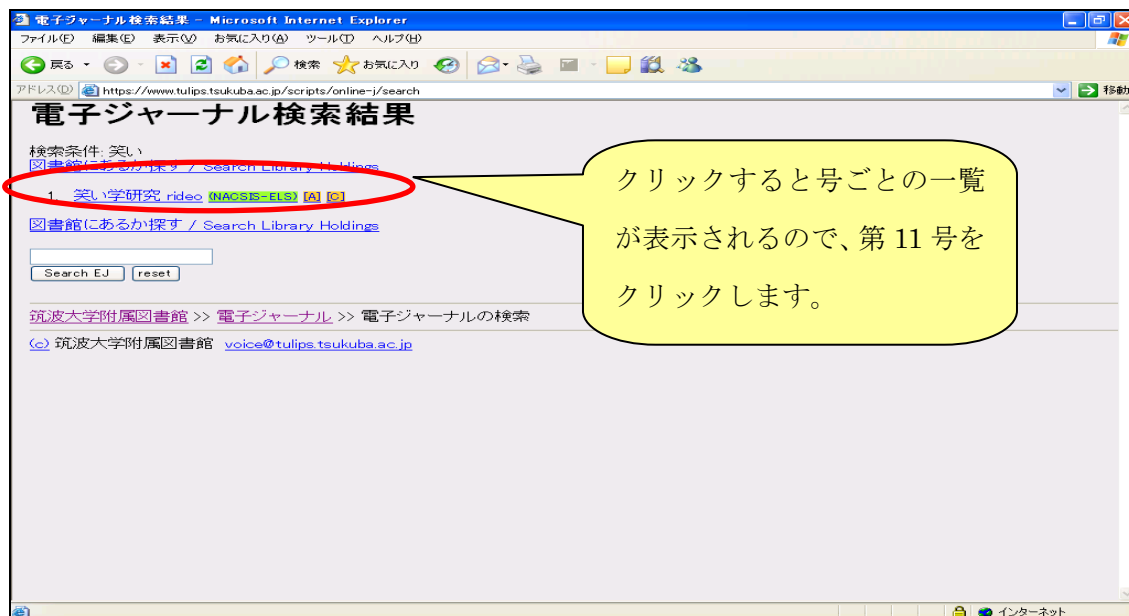 電子ジャーナル検索結果 - Microsoft Internet Explorer
ファイル(F) 編集(E) 表示(V) お気に入り(A) ツール(T) ヘルプ(H)
戻る 検索 お気に入り
アドレス(D) https://www.tulips.tsukuba.ac.jp/scripts/online-j/search 移動
電子ジャーナル検索結果
検索条件: 笑い
図書館にあるか探す / Search Library Holdings
1. 笑い学研究 rideo (NACSIS-ELS) [A] [C]
図書館にあるか探す / Search Library Holdings
Search EJ reset
筑波大学附属図書館 >> 電子ジャーナル >> 電子ジャーナルの検索
(c) 筑波大学附属図書館 voice@tulips.tsukuba.ac.jp
クリックすると号ごとの一覧
が表示されるので、第 11 号を
クリックします。
インターネット